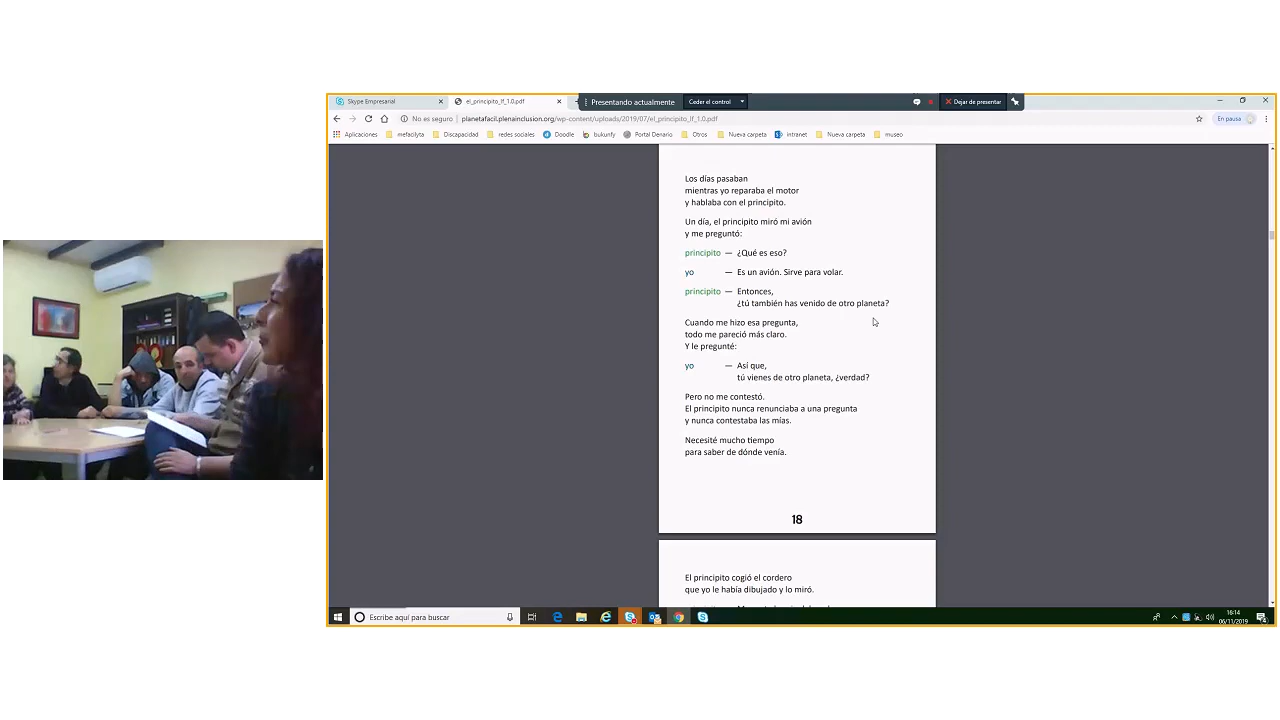 Skype Empresarial
el_principito_lf_1.0.pdf
Presentando actualmente
Ceder el control
Dejar de presentar
No es seguro | planetafacil.plenainclusion.org/wp-content/uploads/2019/07/el_principito_lf_1.0.pdf
En pausa
Aplicaciones mefacilyta Discapacidad redes sociales Doodle bukunfy Portal Denario Otros Nueva carpeta intranet Nueva carpeta museo
Los días pasaban
mientras yo reparaba el motor
y hablaba con el principito.
Un día, el principito miró mi avión
y me preguntó:
principito — ¿Qué es eso?
yo — Es un avión. Sirve para volar.
principito — Entonces,
¿tú también has venido de otro planeta?
Cuando me hizo esa pregunta,
todo me pareció más claro.
Y le pregunté:
yo — Así que,
tú vienes de otro planeta, ¿verdad?
Pero no me contestó.
El principito nunca renunciaba a una pregunta
y nunca contestaba las mías.
Necesité mucho tiempo
para saber de dónde venía.
18
El principito cogió el cordero
que yo le había dibujado y lo miró.
Escribe aquí para buscar
18:14
06/11/2019